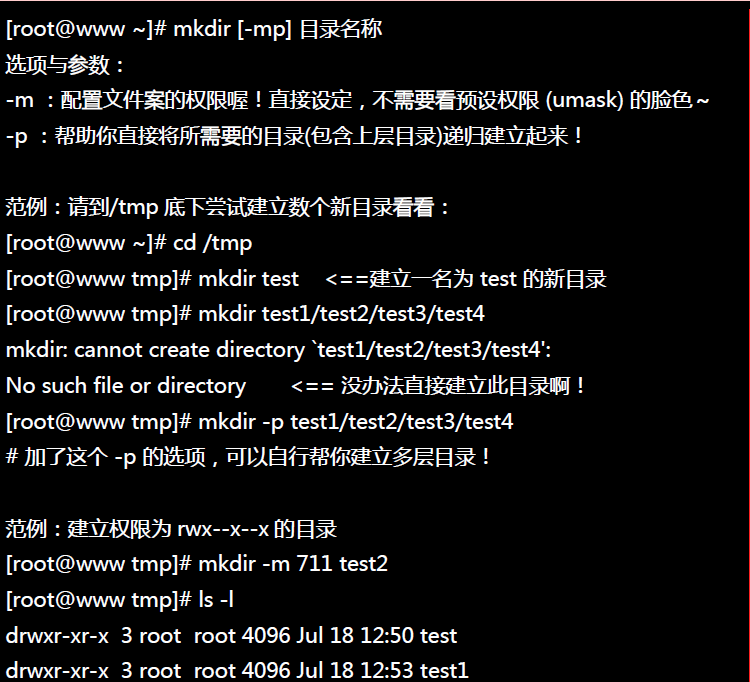 [root@www ~]# mkdir [-mp] 目录名称
选项与参数：
-m ：配置文件案的权限喔！直接设定，不需要看预设权限 (umask) 的脸色～
-p ：帮助你直接将所需要的目录(包含上层目录)递归建立起来！
范例：请到/tmp 底下尝试建立数个新目录看看：
[root@www ~]# cd /tmp
[root@www tmp]# mkdir test <==建立一名为 test 的新目录
[root@www tmp]# mkdir test1/test2/test3/test4
mkdir: cannot create directory `test1/test2/test3/test4':
No such file or directory <== 没办法直接建立此目录啊！
[root@www tmp]# mkdir -p test1/test2/test3/test4
# 加了这个 -p 的选项，可以自行帮你建立多层目录！
范例：建立权限为 rwx--x--x 的目录
[root@www tmp]# mkdir -m 711 test2
[root@www tmp]# ls -l
drwxr-xr-x 3 root root 4096 Jul 18 12:50 test
drwxr-xr-x 3 root root 4096 Jul 18 12:53 test1